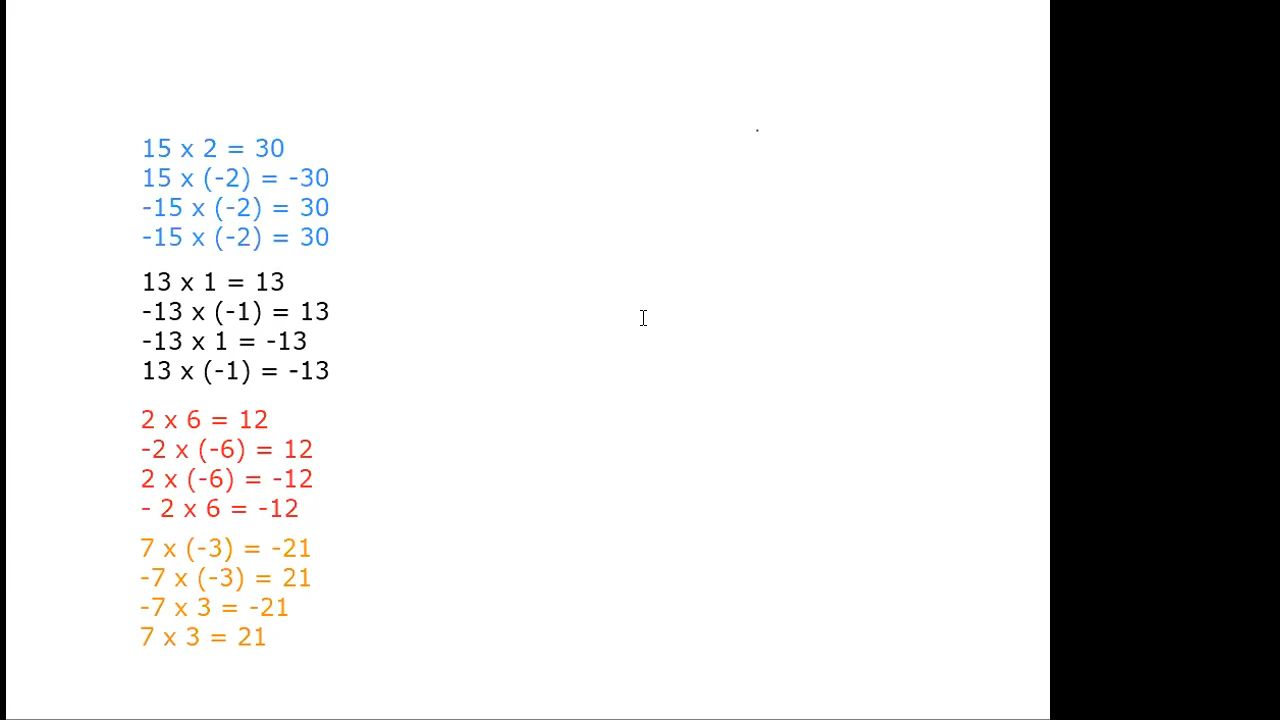 15 x 2 = 30
15 x (-2) = -30
-15 x (-2) = 30
-15 x (-2) = 30
13 x 1 = 13
-13 x (-1) = 13
-13 x 1 = -13
13 x (-1) = -13
2 x 6 = 12
-2 x (-6) = 12
2 x (-6) = -12
- 2 x 6 = -12
7 x (-3) = -21
-7 x (-3) = 21
-7 x 3 = -21
7 x 3 = 21